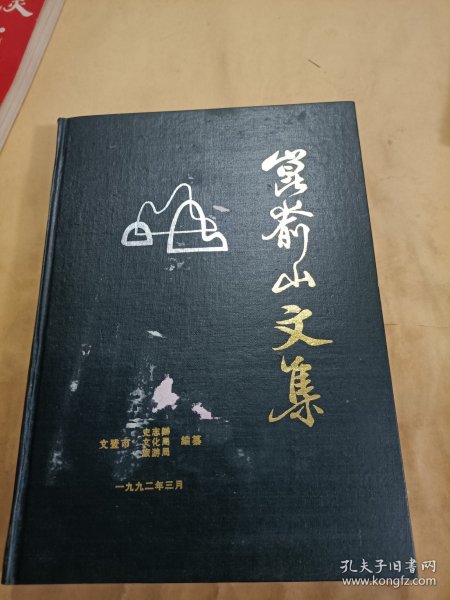 崑嵛山文集
文登市 史志办 文化局 旅游局 编纂
一九九二年三月
孔夫子旧书网
www.kongfz.com